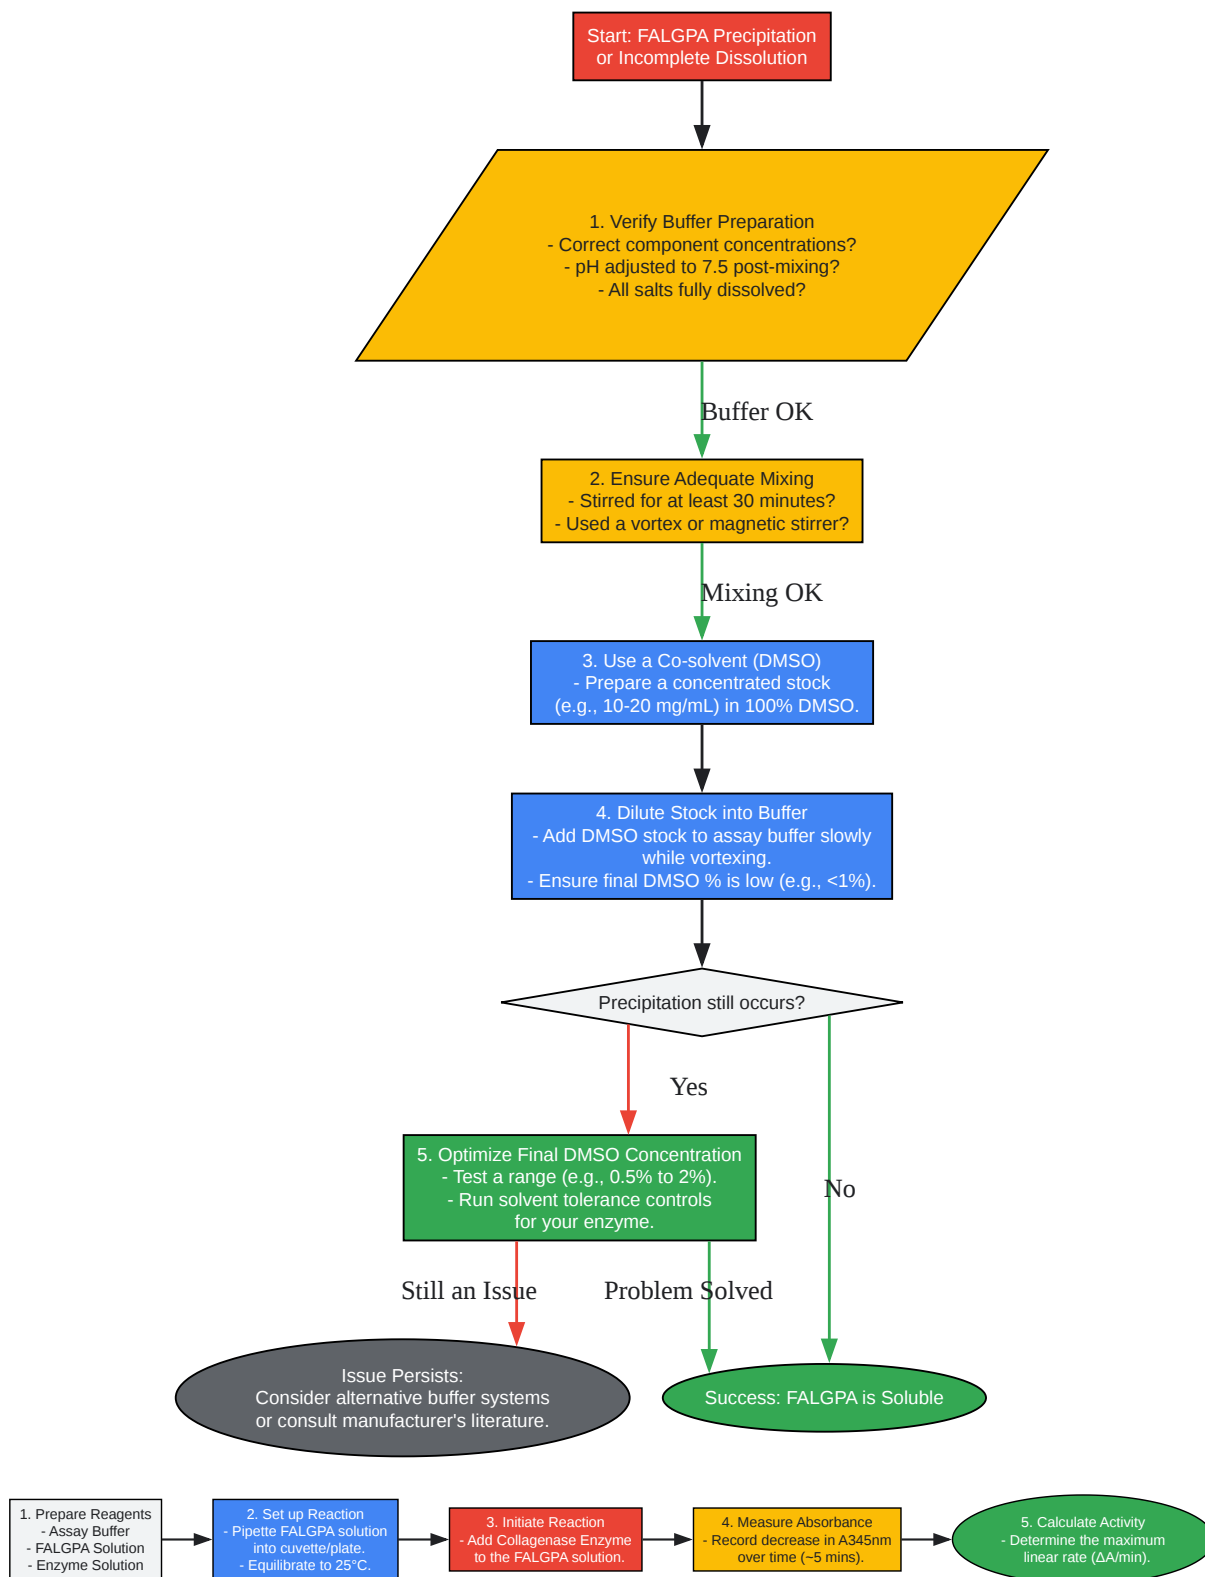 Start: FALGPA Precipitation
or Incomplete Dissolution
1. Verify Buffer Preparation
- Correct component concentrations?
- pH adjusted to 7.5 post-mixing?
- All salts fully dissolved?
Buffer OK
2. Ensure Adequate Mixing
- Stirred for at least 30 minutes?
- Used a vortex or magnetic stirrer?
Mixing OK
3. Use a Co-solvent (DMSO)
- Prepare a concentrated stock
(e.g., 10-20 mg/mL) in 100% DMSO.
4. Dilute Stock into Buffer
- Add DMSO stock to assay buffer slowly
while vortexing.
- Ensure final DMSO % is low (e.g., <1%).
Precipitation still occurs?
Yes
No
5. Optimize Final DMSO Concentration
- Test a range (e.g., 0.5% to 2%).
- Run solvent tolerance controls
for your enzyme.
Still an Issue
Problem Solved
Issue Persists:
Consider alternative buffer systems
or consult manufacturer's literature.
Success: FALGPA is Soluble
1. Prepare Reagents
- Assay Buffer
- FALGPA Solution
- Enzyme Solution
2. Set up Reaction
- Pipette FALGPA solution
into cuvette/plate.
- Equilibrate to 25°C.
3. Initiate Reaction
- Add Collagenase Enzyme
to the FALGPA solution.
4. Measure Absorbance
- Record decrease in A345nm
over time (~5 mins).
5. Calculate Activity
- Determine the maximum
linear rate (ΔA/min).